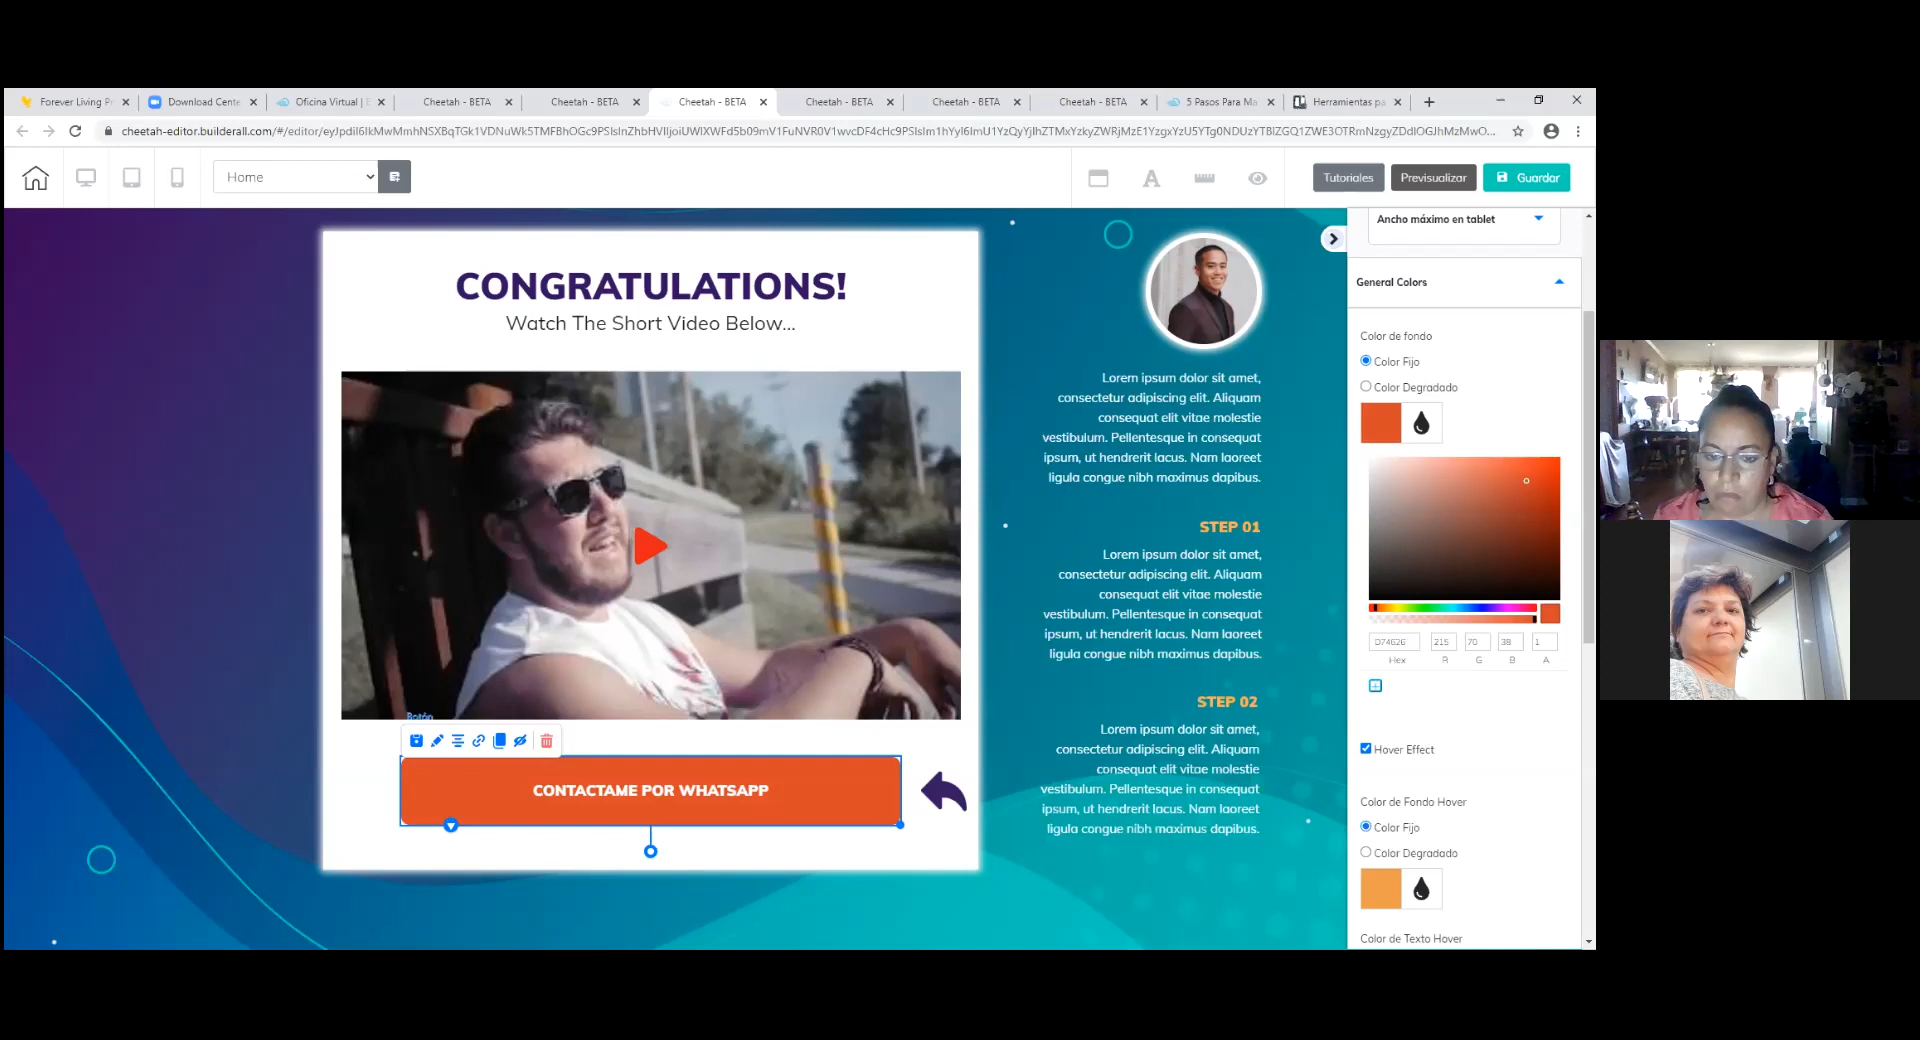 Forever Living Pr
Download Cente
Oficina Virtual |
Cheetah - BETA
Cheetah - BETA
Cheetah - BETA
Cheetah - BETA
Cheetah - BETA
Cheetah - BETA
5 Pasos Para Ma
Herramientas pa
Home
Tutoriales
Previsualizar
Guardar
CONGRATULATIONS!
Watch The Short Video Below...
Botón
CONTACTAME POR WHATSAPP
Lorem ipsum dolor sit amet,
consectetur adipiscing elit. Aliquam
consequat elit vitae molestie
vestibulum. Pellentesque in consequat
ipsum, ut hendrerit lacus. Nam laoreet
ligula congue nibh maximus dapibus.
STEP 01
Lorem ipsum dolor sit amet,
consectetur adipiscing elit. Aliquam
consequat elit vitae molestie
vestibulum. Pellentesque in consequat
ipsum, ut hendrerit lacus. Nam laoreet
ligula congue nibh maximus dapibus.
STEP 02
Lorem ipsum dolor sit amet,
consectetur adipiscing elit. Aliquam
consequat elit vitae molestie
vestibulum. Pellentesque in consequat
ipsum, ut hendrerit lacus. Nam laoreet
ligula congue nibh maximus dapibus.
Ancho máximo en tablet
General Colors
Color de fondo
Color Fijo
Color Degradado
D74626 215 70 38 1
Hex R G B A
Hover Effect
Color de Fondo Hover
Color Fijo
Color Degradado
Color de Texto Hover